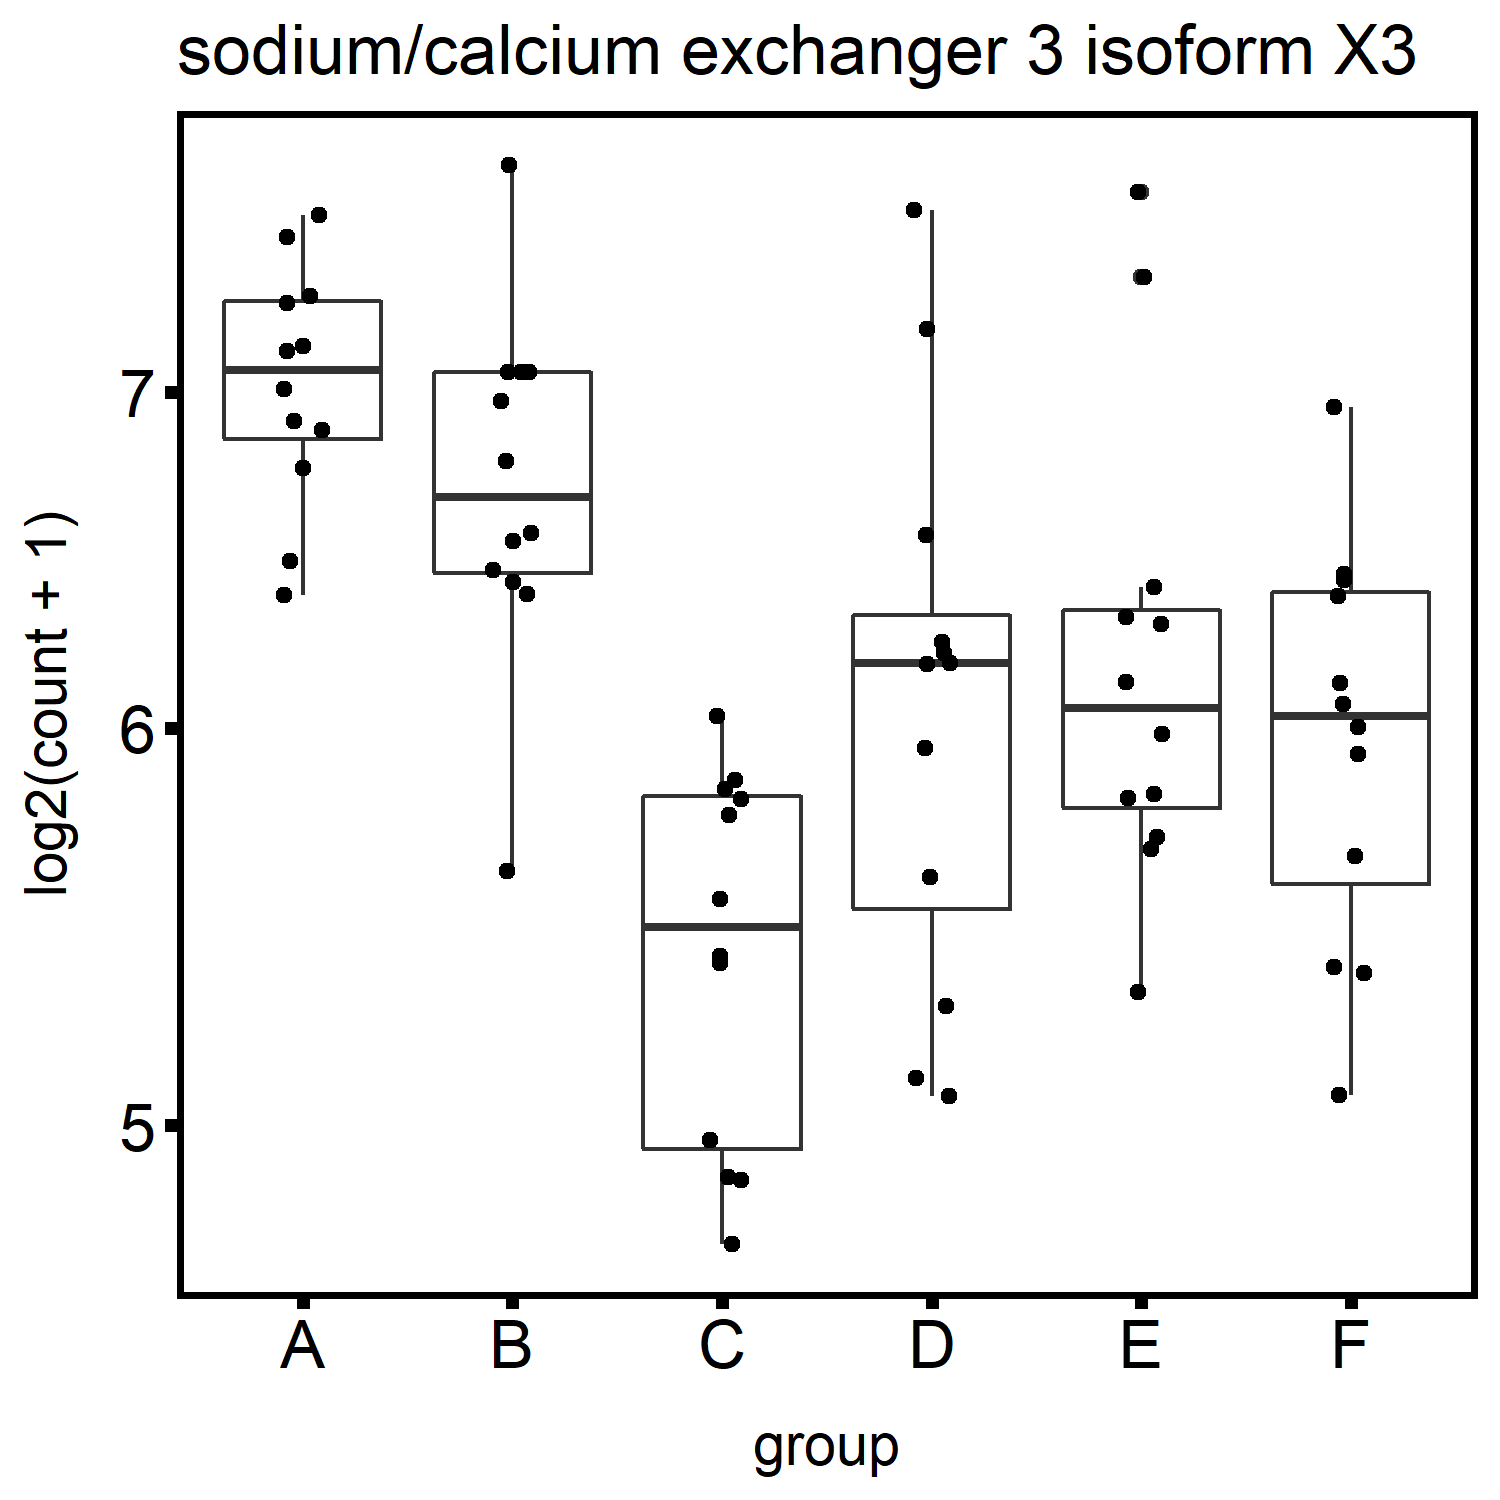 sodium/calcium exchanger 3 isoform X3
log2(count + 1)
7
6
5
A B C D E F
group